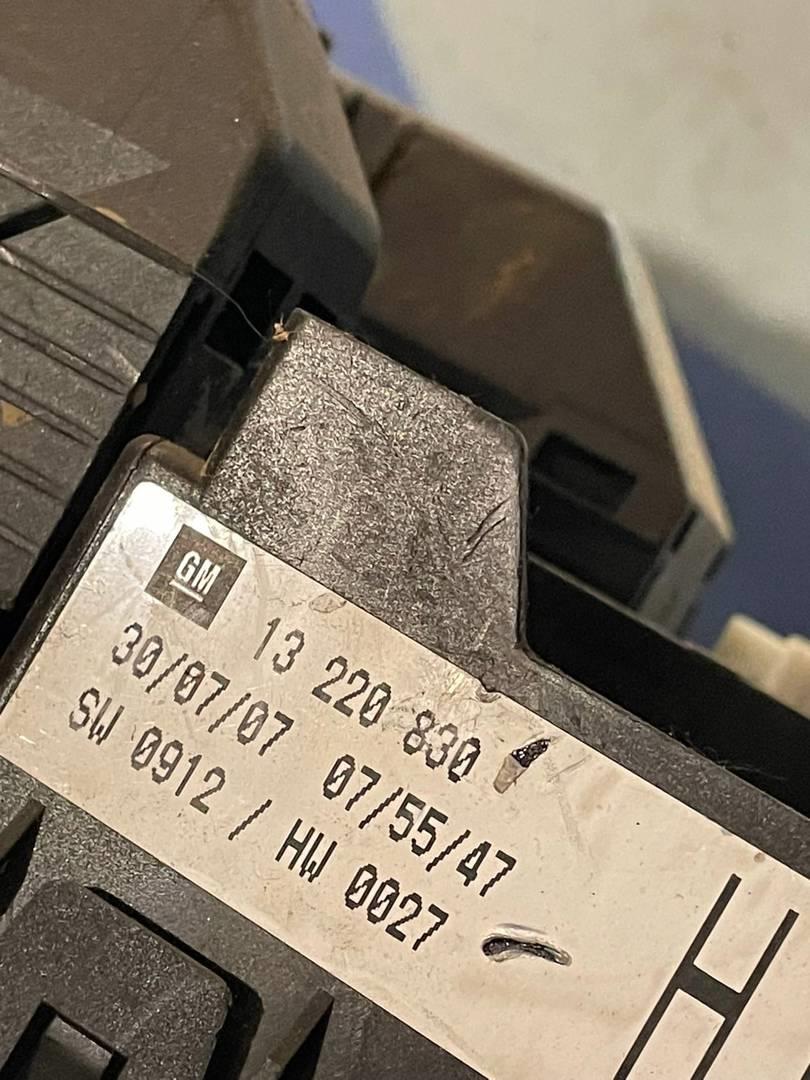 GM
13 220 830
30/07/07 07/55/47
SW 0912 / HW 0027
H